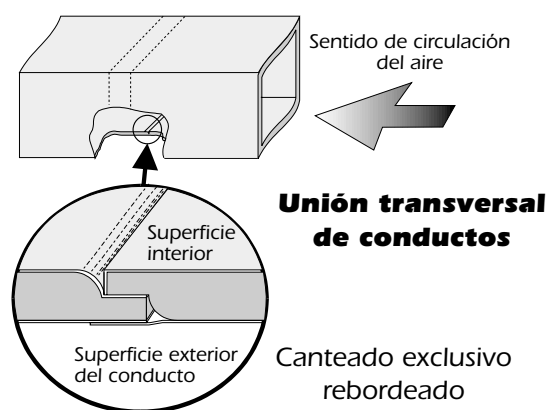 Sentido de circulación
del aire
Unión transversal
de conductos
Superficie
interior
Superficie exterior
del conducto
Canteado exclusivo
rebordeado